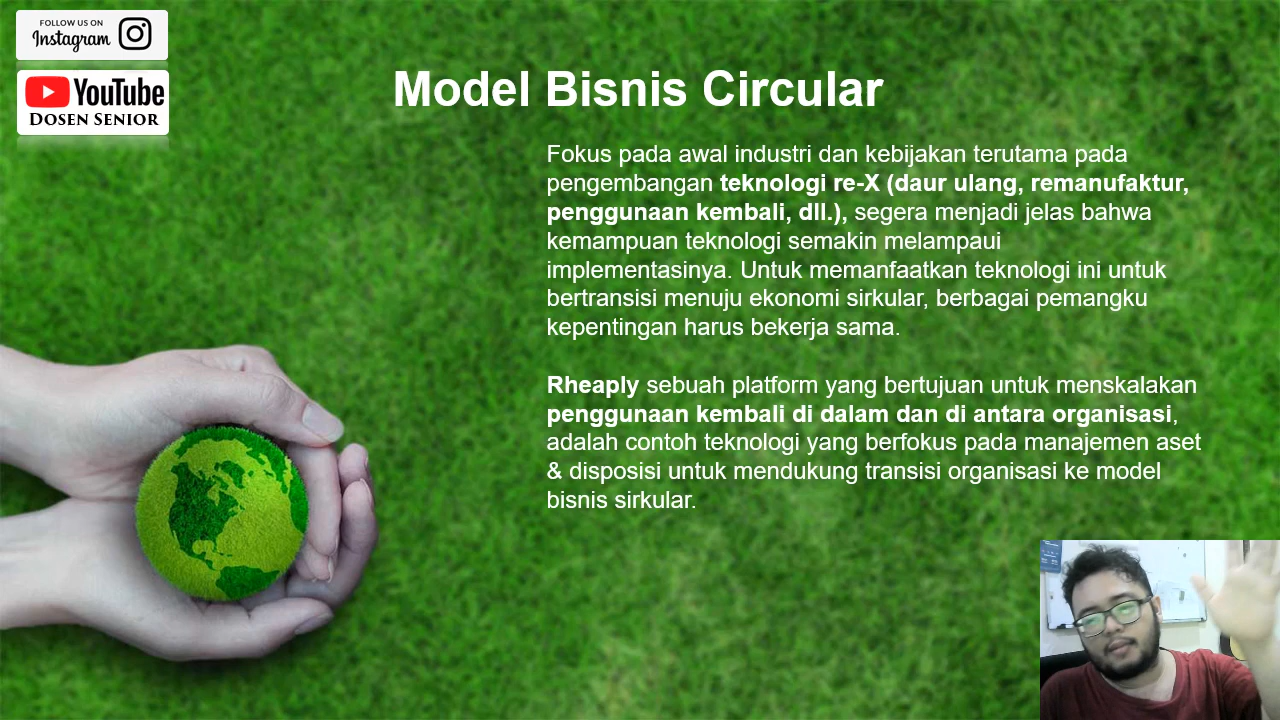 FOLLOW US ON
Instagram
YouTube
DOSEN SENIOR
Model Bisnis Circular
Fokus pada awal industri dan kebijakan terutama pada
pengembangan teknologi re-X (daur ulang, remanufaktur,
penggunaan kembali, dll.), segera menjadi jelas bahwa
kemampuan teknologi semakin melampaui
implementasinya. Untuk memanfaatkan teknologi ini untuk
bertransisi menuju ekonomi sirkular, berbagai pemangku
kepentingan harus bekerja sama.
Rheaply sebuah platform yang bertujuan untuk menskalakan
penggunaan kembali di dalam dan di antara organisasi,
adalah contoh teknologi yang berfokus pada manajemen aset
& disposisi untuk mendukung transisi organisasi ke model
bisnis sirkular.